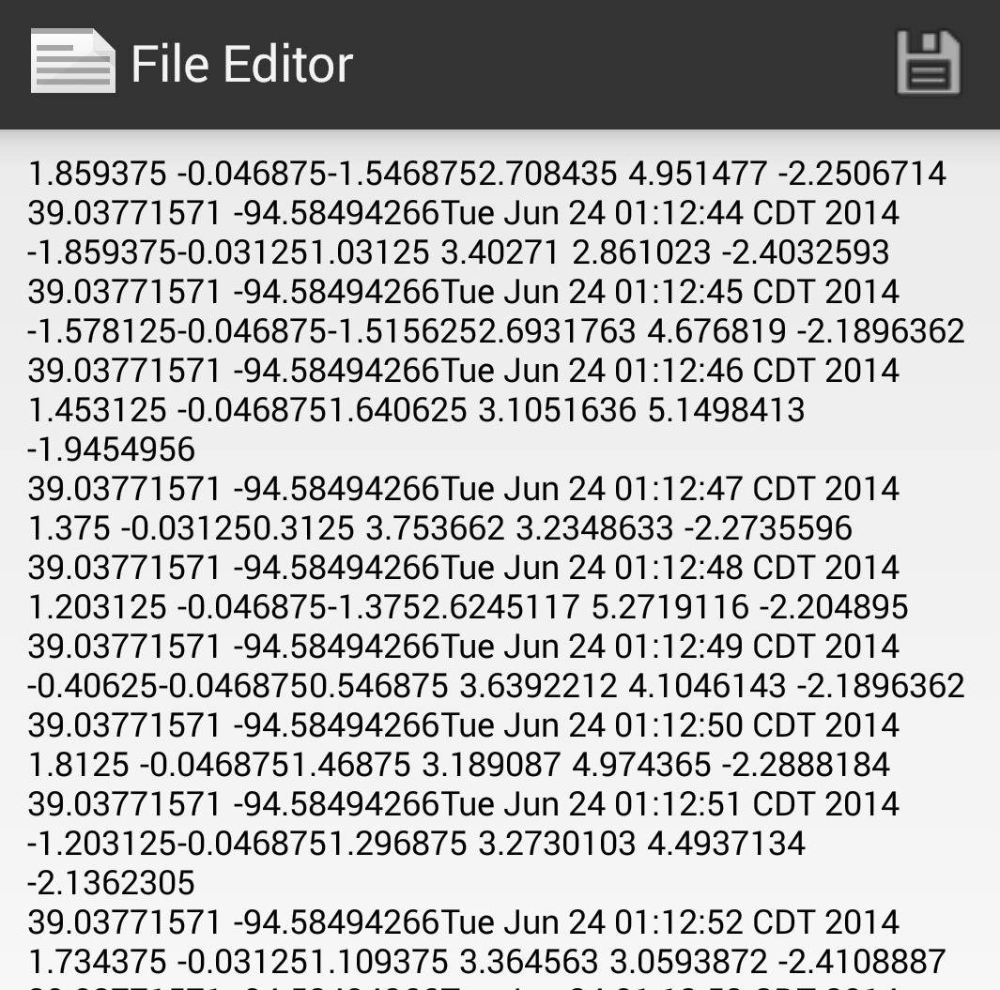 File Editor
1.859375 -0.046875-1.5468752.708435 4.951477 -2.2506714
39.03771571 -94.58494266Tue Jun 24 01:12:44 CDT 2014
-1.859375-0.031251.03125 3.40271 2.861023 -2.4032593
39.03771571 -94.58494266Tue Jun 24 01:12:45 CDT 2014
-1.578125-0.046875-1.5156252.6931763 4.676819 -2.1896362
39.03771571 -94.58494266Tue Jun 24 01:12:46 CDT 2014
1.453125 -0.0468751.640625 3.1051636 5.1498413
-1.9454956
39.03771571 -94.58494266Tue Jun 24 01:12:47 CDT 2014
1.375 -0.031250.3125 3.753662 3.2348633 -2.2735596
39.03771571 -94.58494266Tue Jun 24 01:12:48 CDT 2014
1.203125 -0.046875-1.3752.6245117 5.2719116 -2.204895
39.03771571 -94.58494266Tue Jun 24 01:12:49 CDT 2014
-0.40625-0.0468750.546875 3.6392212 4.1046143 -2.1896362
39.03771571 -94.58494266Tue Jun 24 01:12:50 CDT 2014
1.8125 -0.0468751.46875 3.189087 4.974365 -2.2888184
39.03771571 -94.58494266Tue Jun 24 01:12:51 CDT 2014
-1.203125-0.0468751.296875 3.2730103 4.4937134
-2.1362305
39.03771571 -94.58494266Tue Jun 24 01:12:52 CDT 2014
1.734375 -0.031251.109375 3.364563 3.0593872 -2.4108887